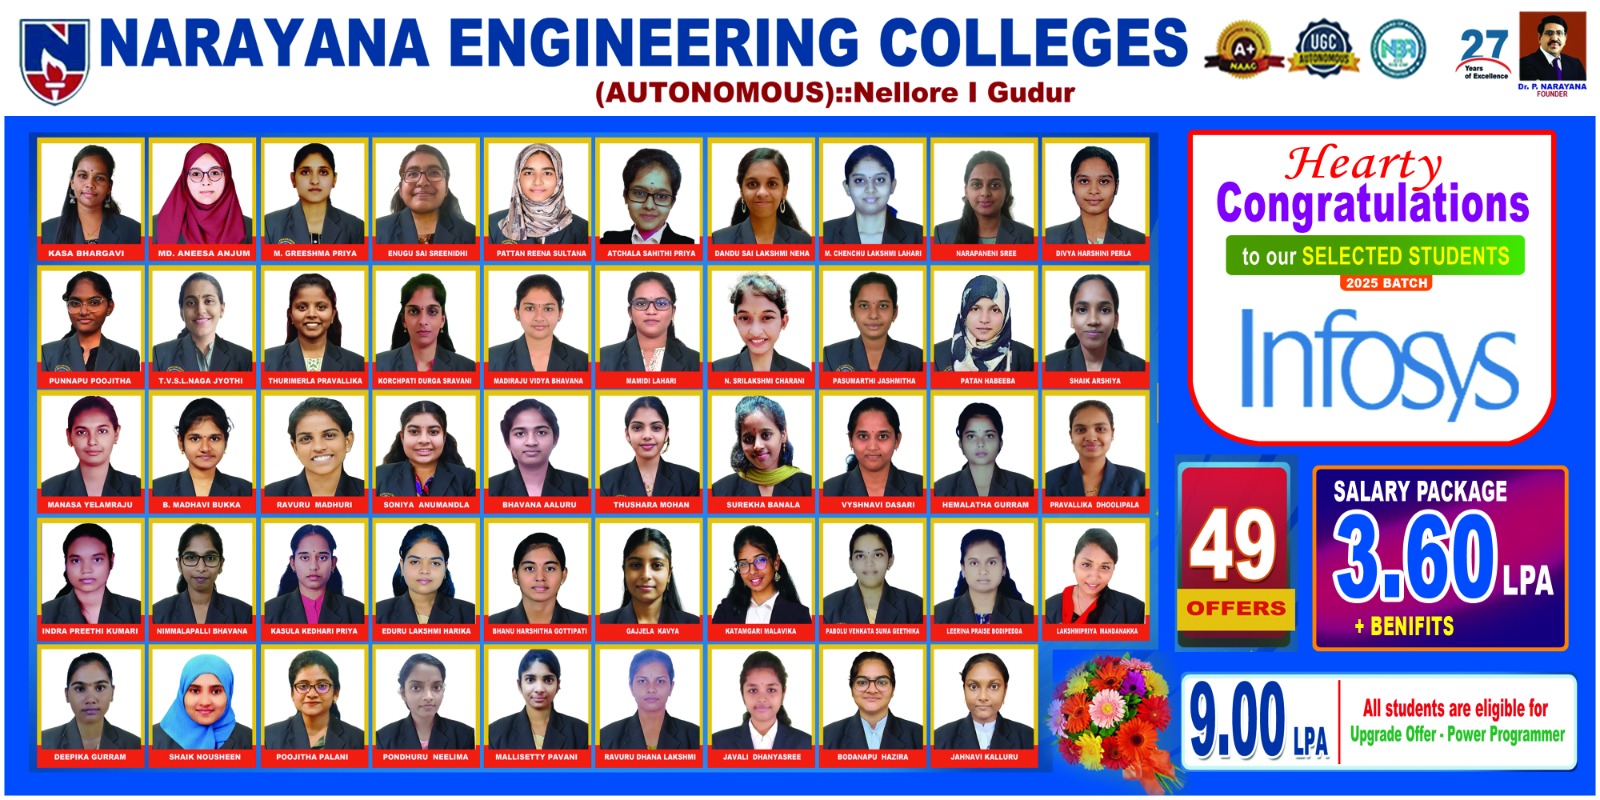 NARAYANA ENGINEERING COLLEGES
(AUTONOMOUS)::Nellore I Gudur
A+
NAAC
UGC
AUTONOMOUS
27
Years
of Excellence
Dr. P. NARAYANA
FOUNDER
KASA BHARGAVI
MD. ANEESA ANJUM
M. GREESHMA PRIYA
ENUGU SAI SREENIDHI
PATTAN REENA SULTANA
ATCHALA SAHITHI PRIYA
DANDU SAI LAKSHMI NEHA
M. CHENCHU LAKSHMI LAHARI
NARAPANENI SREE
DIVYA HARSHINI PERLA
PUNNAPU POOJITHA
T.V.S.L.NAGA JYOTHI
THURIMERLA PRAVALLIKA
KORCHPATI DURGA SRAVANI
MADIRAJU VIDYA BHAVANA
MAMIDI LAHARI
N. SRILAKSHMI CHARANI
PASUMARTHI JASHMITHA
PATAN HABEEBA
SHAIK ARSHIYA
MANASA YELAMRAJU
B. MADHAVI BUKKA
RAVURU MADHURI
SONIYA ANUMANDLA
BHAVANA AALURU
THUSHARA MOHAN
SUREKHA BANALA
VYSHNAVI DASARI
HEMALATHA GURRAM
PRAVALLIKA DHOOLIPALA
INDRA PREETHI KUMARI
NIMMALAPALLI BHAVANA
KASULA KEDHARI PRIYA
EDURU LAKSHMI HARIKA
BHANU HARSHITHA GOTTIPATI
GAJJELA KAVYA
KATAMGARI MALAVIKA
PABOLU VENKATA SUMA GEETHIKA
LEERINA PRAISE BODIPEDDA
LAKSHMIPRIYA MANDANAKKA
DEEPIKA GURRAM
SHAIK NOUSHEEN
POOJITHA PALANI
PONDHURU NEELIMA
MALLISETTY PAVANI
RAVURU DHANA LAKSHMI
JAVALI DHANYASREE
BODANAPU HAZIRA
JAHNAVI KALLURU
Hearty
Congratulations
to our SELECTED STUDENTS
2025 BATCH
Infosys
49
OFFERS
SALARY PACKAGE
3.60 LPA
+ BENIFITS
9.00 LPA
All students are eligible for
Upgrade Offer - Power Programmer